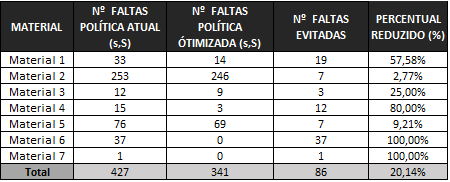 MATERIAL Nº FALTAS POLÍTICA ATUAL (s,S) Nº FALTAS POLÍTICA ÓTIMIZADA (s,S) Nº FALTAS EVITADAS PERCENTUAL REDUZIDO (%)
Material 1 33 14 19 57,58%
Material 2 253 246 7 2,77%
Material 3 12 9 3 25,00%
Material 4 15 3 12 80,00%
Material 5 76 69 7 9,21%
Material 6 37 0 37 100,00%
Material 7 1 0 1 100,00%
Total 427 341 86 20,14%